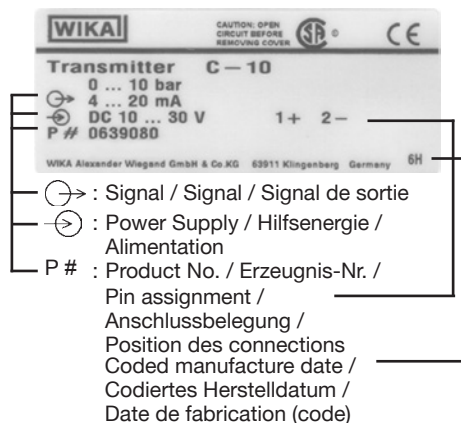 WIKA
CAUTION: OPEN
CIRCUIT BEFORE
REMOVING COVER
SA ® CE
Transmitter C — 10
0 ... 10 bar
4 ... 20 mA
DC 10 ... 30 V 1+ 2−
P # 0639080
WIKA Alexander Wiegand GmbH & Co.KG 63911 Klingenberg Germany 6H
: Signal / Signal / Signal de sortie
: Power Supply / Hilfsenergie /
Alimentation
P # : Product No. / Erzeugnis-Nr. /
Pin assignment /
Anschlussbelegung /
Position des connections
Coded manufacture date /
Codiertes Herstelldatum /
Date de fabrication (code)